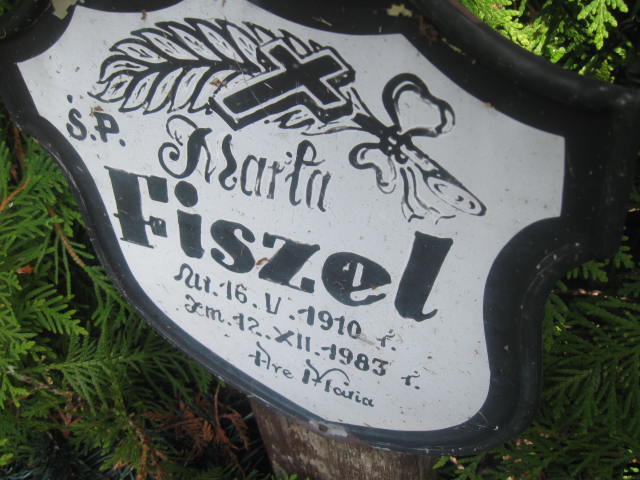 Ś.P.
Marta
Fiszel
Ur. 16.V.1910 r.
Zm. 12.XII.1983 r.
Ave Maria